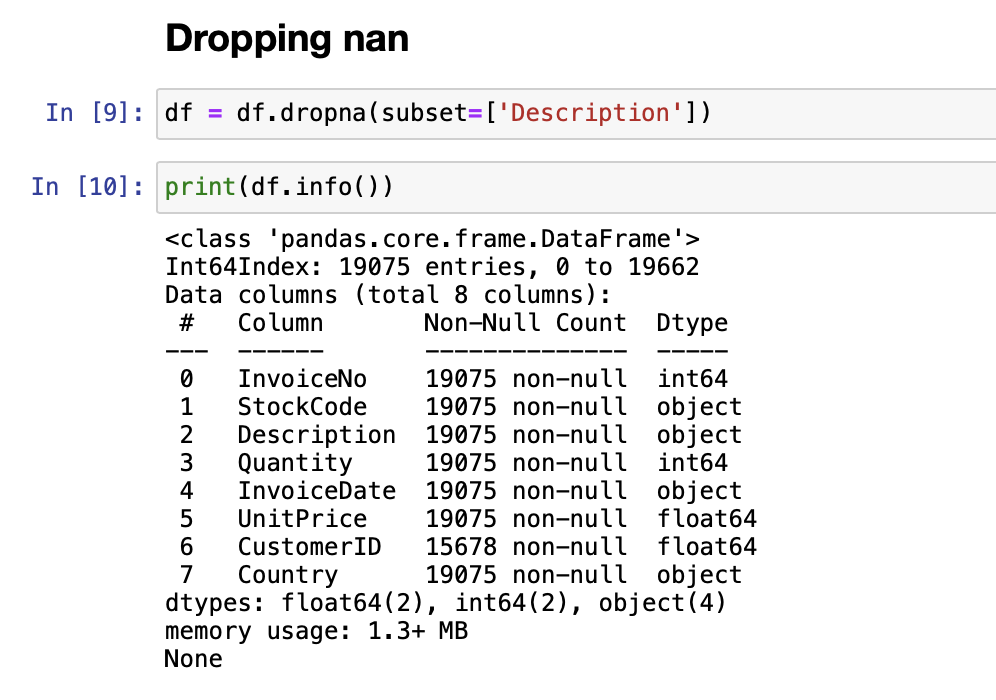 Dropping nan
In [9]: df = df.dropna(subset=['Description'])
In [10]: print(df.info())
<class 'pandas.core.frame.DataFrame'>
Int64Index: 19075 entries, 0 to 19662
Data columns (total 8 columns):
 #   Column       Non-Null Count  Dtype
---  ------       --------------  -----
 0   InvoiceNo    19075 non-null  int64
 1   StockCode    19075 non-null  object
 2   Description  19075 non-null  object
 3   Quantity     19075 non-null  int64
 4   InvoiceDate  19075 non-null  object
 5   UnitPrice    19075 non-null  float64
 6   CustomerID   15678 non-null  float64
 7   Country      19075 non-null  object
dtypes: float64(2), int64(2), object(4)
memory usage: 1.3+ MB
None